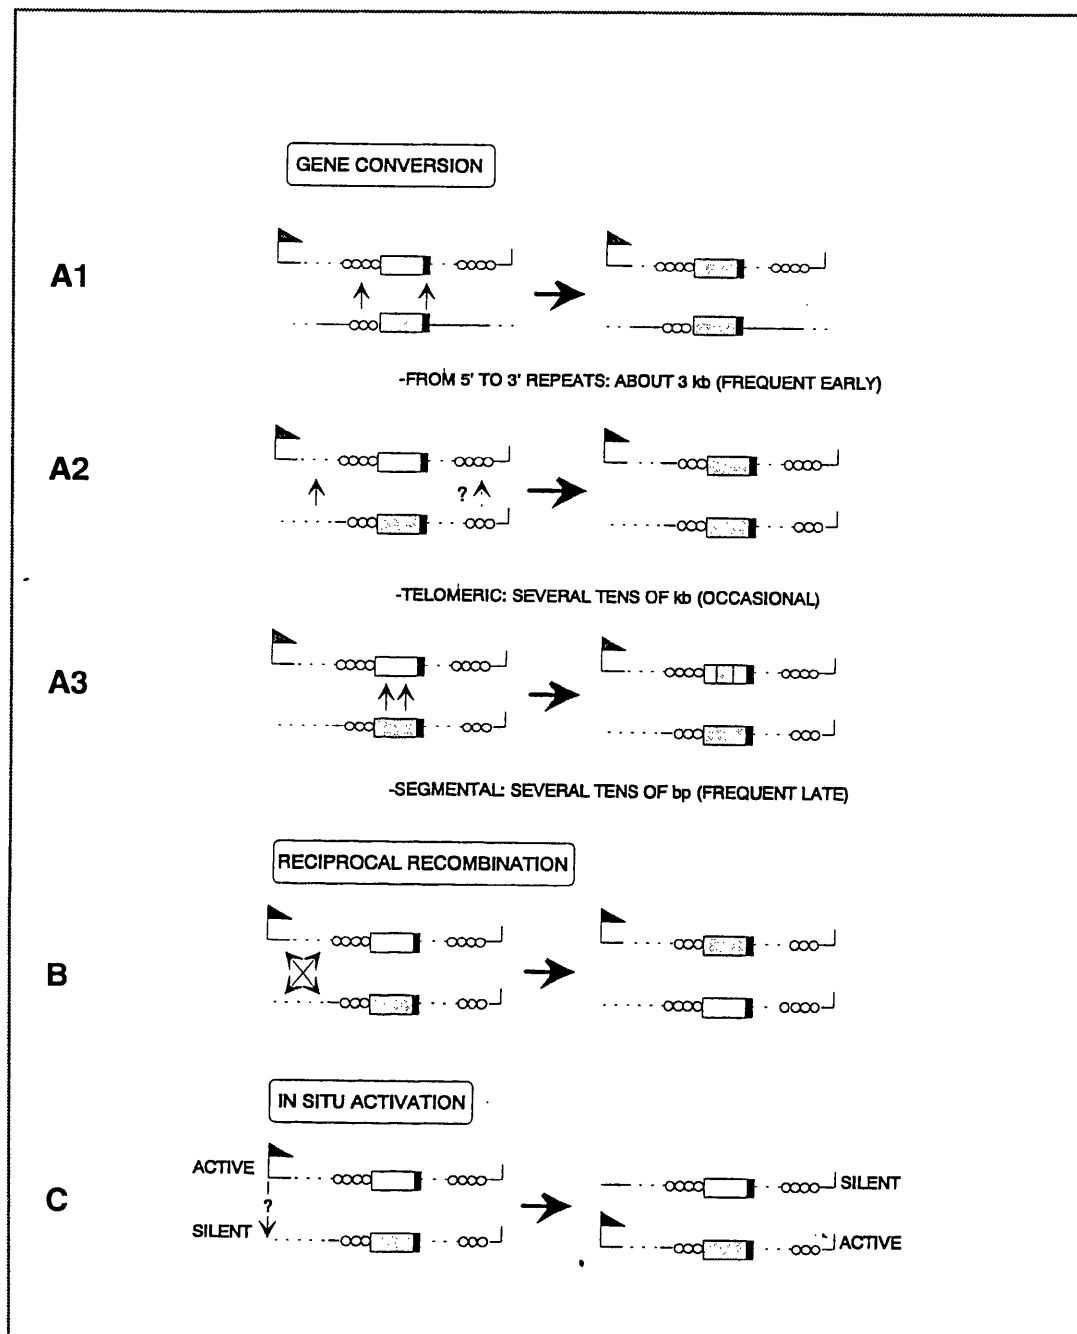 GENE CONVERSION
A1
-FROM 5' TO 3' REPEATS: ABOUT 3 kb (FREQUENT EARLY)
A2
?
-TELOMERIC: SEVERAL TENS OF kb (OCCASIONAL)
A3
-SEGMENTAL: SEVERAL TENS OF bp (FREQUENT LATE)
RECIPROCAL RECOMBINATION
B
IN SITU ACTIVATION
ACTIVE
SILENT
C
?
SILENT
ACTIVE